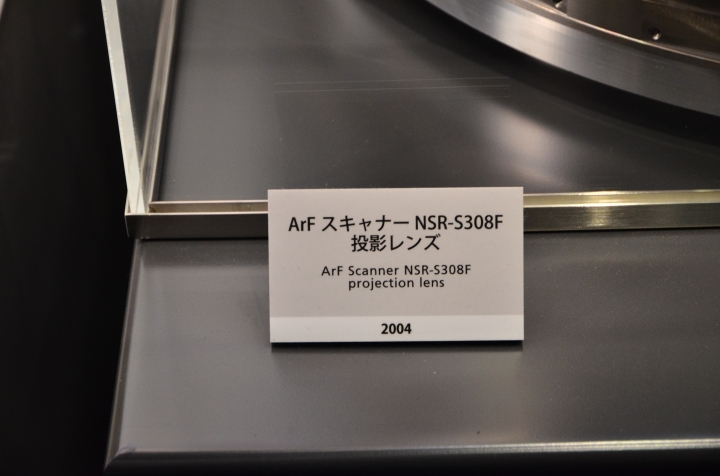 ArF スキャナー NSR-S308F
投影レンズ
ArF Scanner NSR-S308F
projection lens
2004